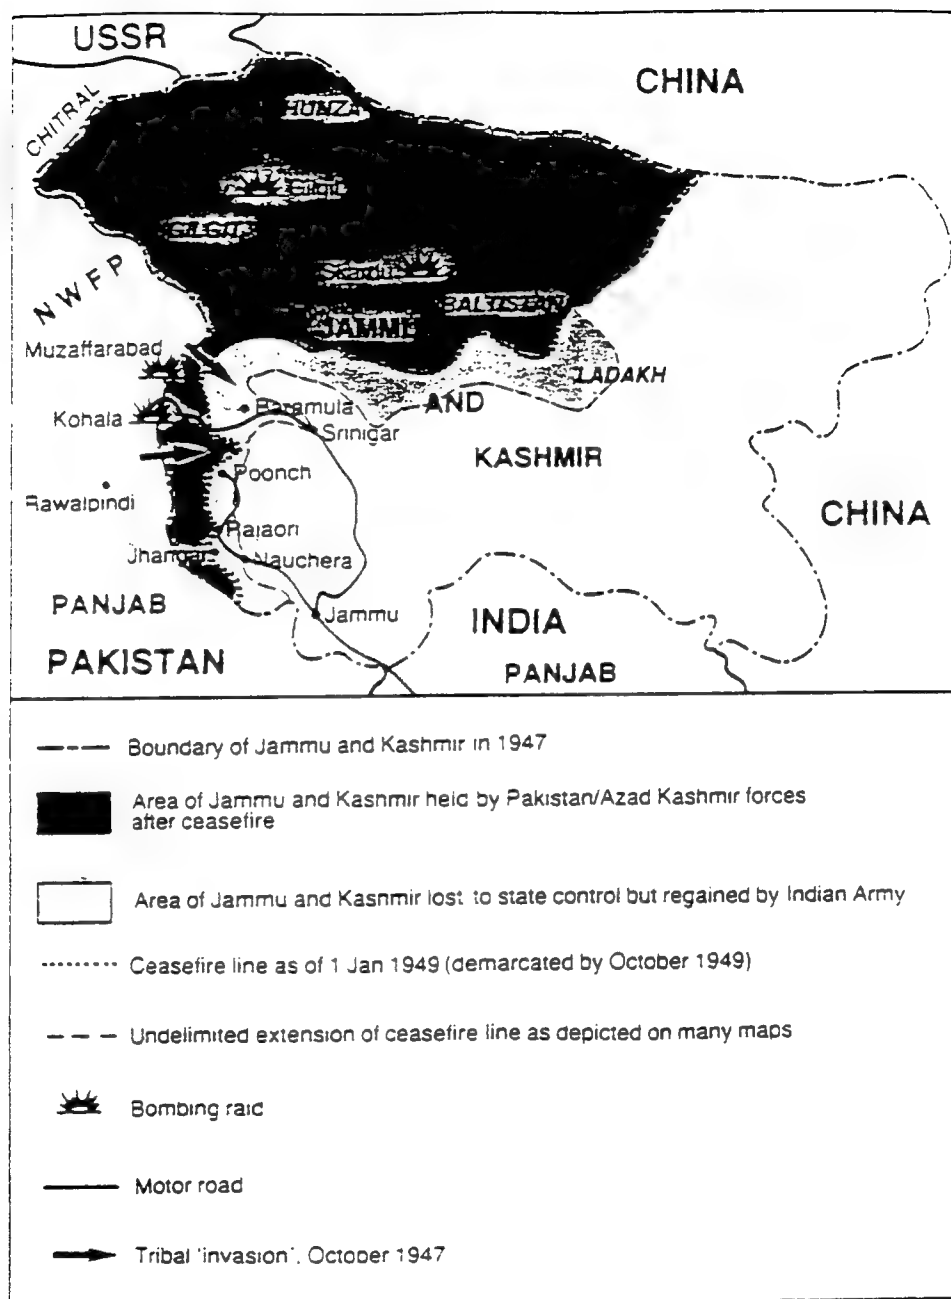 USSR
CHINA
CHITRAL
HUNZA
Gilgit
GILGIT
N W F P
Skardu
BALTISTAN
JAMMU
Muzaffarabad
LADAKH
Baramula
AND
Kohala
Srinigar
KASHMIR
Poonch
Rawalpindi
CHINA
Rajaori
Jhangar
Nauchera
PANJAB
Jammu
INDIA
PAKISTAN
PANJAB
Boundary of Jammu and Kashmir in 1947
Area of Jammu and Kashmir held by Pakistan/Azad Kashmir forces
after ceasefire
Area of Jammu and Kashmir lost to state control but regained by Indian Army
Ceasefire line as of 1 Jan 1949 (demarcated by October 1949)
Undelimited extension of ceasefire line as depicted on many maps
Bombing raid
Motor road
Tribal 'invasion', October 1947